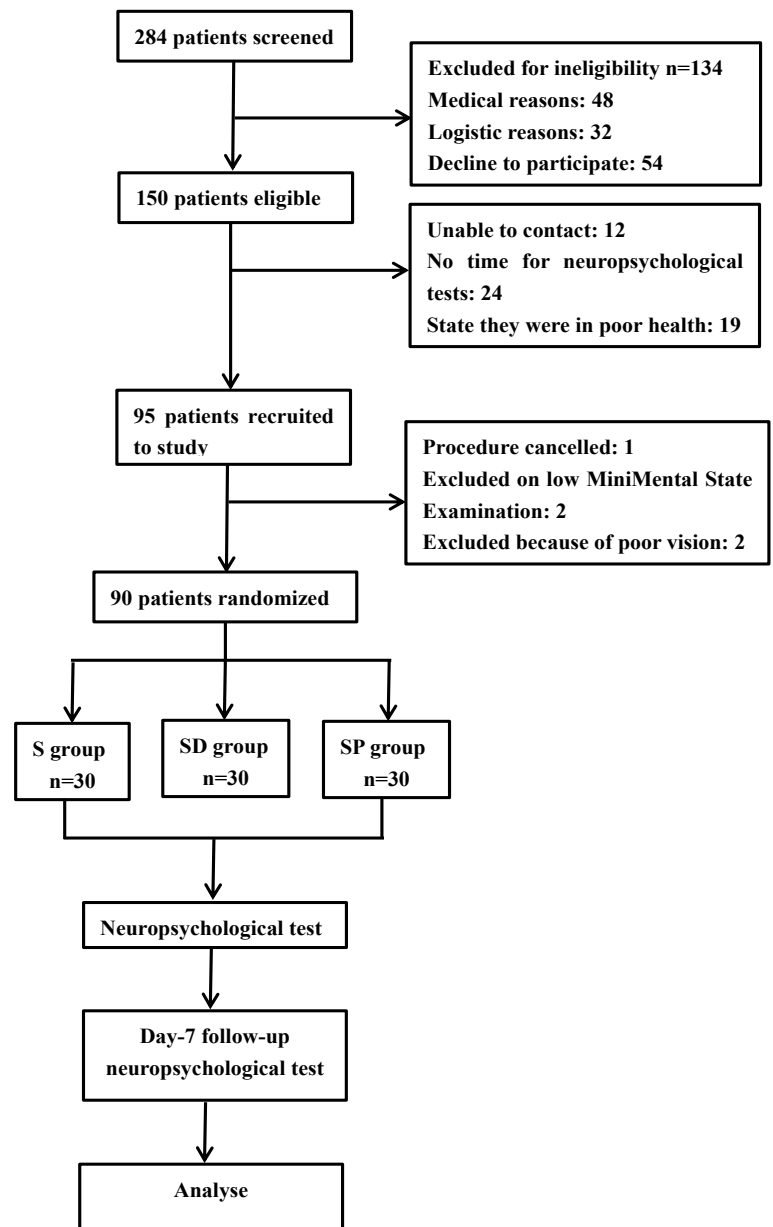 284 patients screened
Excluded for ineligibility n=134
Medical reasons: 48
Logistic reasons: 32
Decline to participate: 54
150 patients eligible
Unable to contact: 12
No time for neuropsychological
tests: 24
State they were in poor health: 19
95 patients recruited
to study
Procedure cancelled: 1
Excluded on low MiniMental State
Examination: 2
Excluded because of poor vision: 2
90 patients randomized
S group
n=30
SD group
n=30
SP group
n=30
Neuropsychological test
Day-7 follow-up
neuropsychological test
Analyse